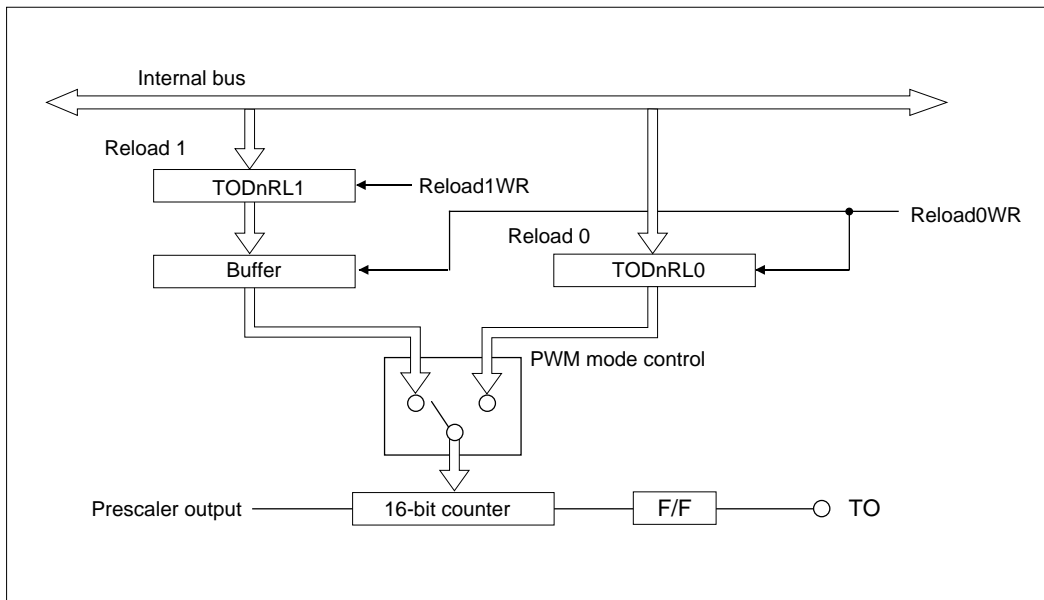 Internal bus
Reload 1
TODnRL1
Reload1WR
Reload0WR
Reload 0
Buffer
TODnRL0
PWM mode control
Prescaler output
16-bit counter
F/F
TO